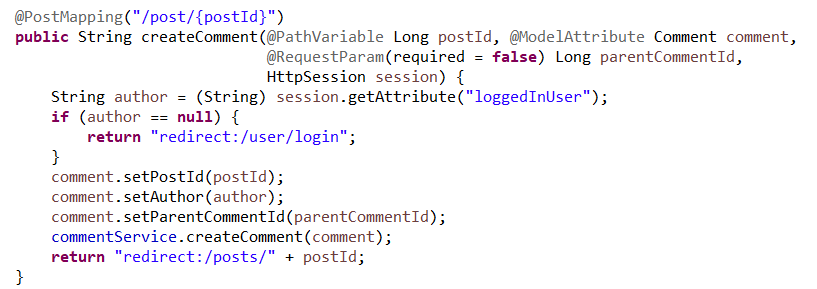 @PostMapping("/post/{postId}")
public String createComment(@PathVariable Long postId, @ModelAttribute Comment comment,
                            @RequestParam(required = false) Long parentCommentId,
                            HttpSession session) {
    String author = (String) session.getAttribute("loggedInUser");
    if (author == null) {
        return "redirect:/user/login";
    }
    comment.setPostId(postId);
    comment.setAuthor(author);
    comment.setParentCommentId(parentCommentId);
    commentService.createComment(comment);
    return "redirect:/posts/" + postId;
}